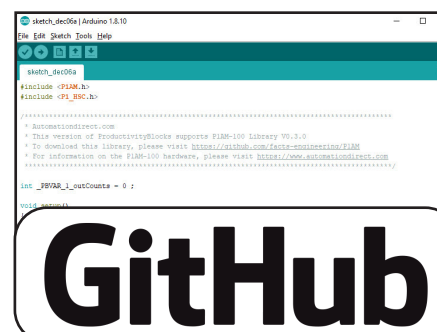 sketch_dec06a | Arduino 1.8.10
File Edit Sketch Tools Help
sketch_dec06a
#include <P1AM.h>
#include <P1_HSC.h>
/*****************************************************************************************
* Automationdirect.com
* This version of ProductivityBlocks supports P1AM-100 Library V0.3.0
* To download this library, please visit https://github.com/facts-engineering/P1AM
* For information on the P1AM-100 hardware, please visit https://www.automationdirect.com
*****************************************************************************************/
int _PBVAR_1_outCounts = 0 ;
void setup()
GitHub